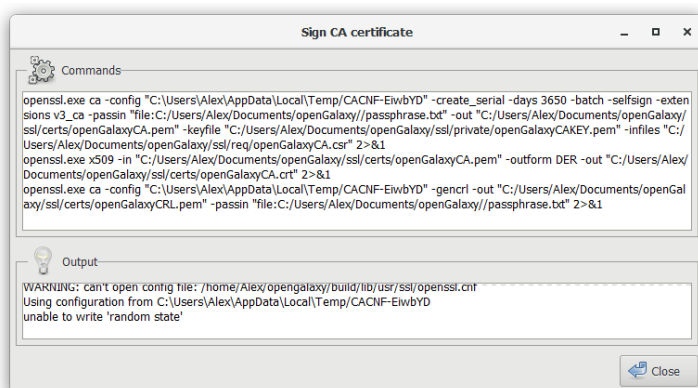 Sign CA certificate
Commands
openssl.exe ca -config "C:\Users\Alex\AppData\Local\Temp/CACNF-EiwbYD" -create_serial -days 3650 -batch -selfsign -exten
sions v3_ca -passin "file:C:/Users/Alex/Documents/openGalaxy//passphrase.txt" -out "C:/Users/Alex/Documents/openGalaxy/
ssl/certs/openGalaxyCA.pem" -keyfile "C:/Users/Alex/Documents/openGalaxy/ssl/private/openGalaxyCAKEY.pem" -infiles "C:/
Users/Alex/Documents/openGalaxy/ssl/req/openGalaxyCA.csr" 2>&1
openssl.exe x509 -in "C:/Users/Alex/Documents/openGalaxy/ssl/certs/openGalaxyCA.pem" -outform DER -out "C:/Users/Alex/
Documents/openGalaxy/ssl/certs/openGalaxyCA.crt" 2>&1
openssl.exe ca -config "C:\Users\Alex\AppData\Local\Temp/CACNF-EiwbYD" -gencrl -out "C:/Users/Alex/Documents/openGal
axy/ssl/certs/openGalaxyCRL.pem" -passin "file:C:/Users/Alex/Documents/openGalaxy//passphrase.txt" 2>&1
Output
WARNING: can't open config file: /home/Alex/opengalaxy/build/lib/usr/ssl/openssl.cnf
Using configuration from C:\Users\Alex\AppData\Local\Temp/CACNF-EiwbYD
unable to write 'random state'
Close